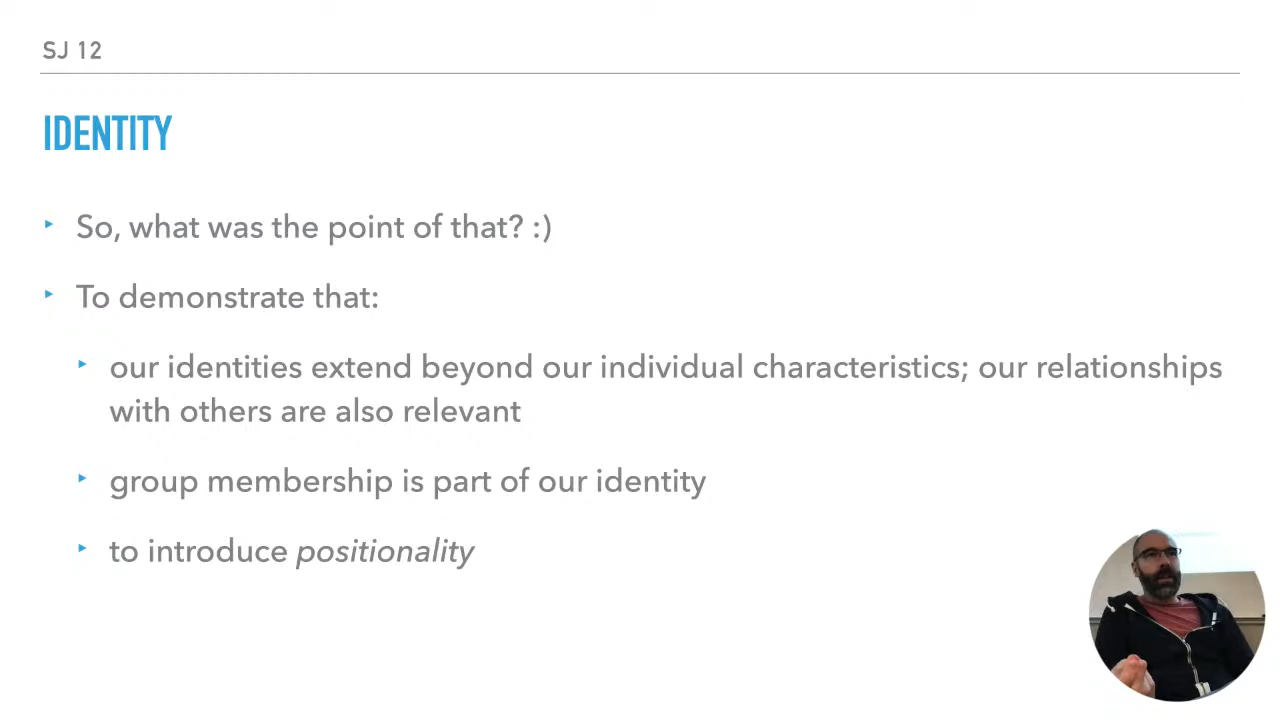 SJ 12
IDENTITY
So, what was the point of that? :)
To demonstrate that:
our identities extend beyond our individual characteristics; our relationships
with others are also relevant
group membership is part of our identity
to introduce positionality